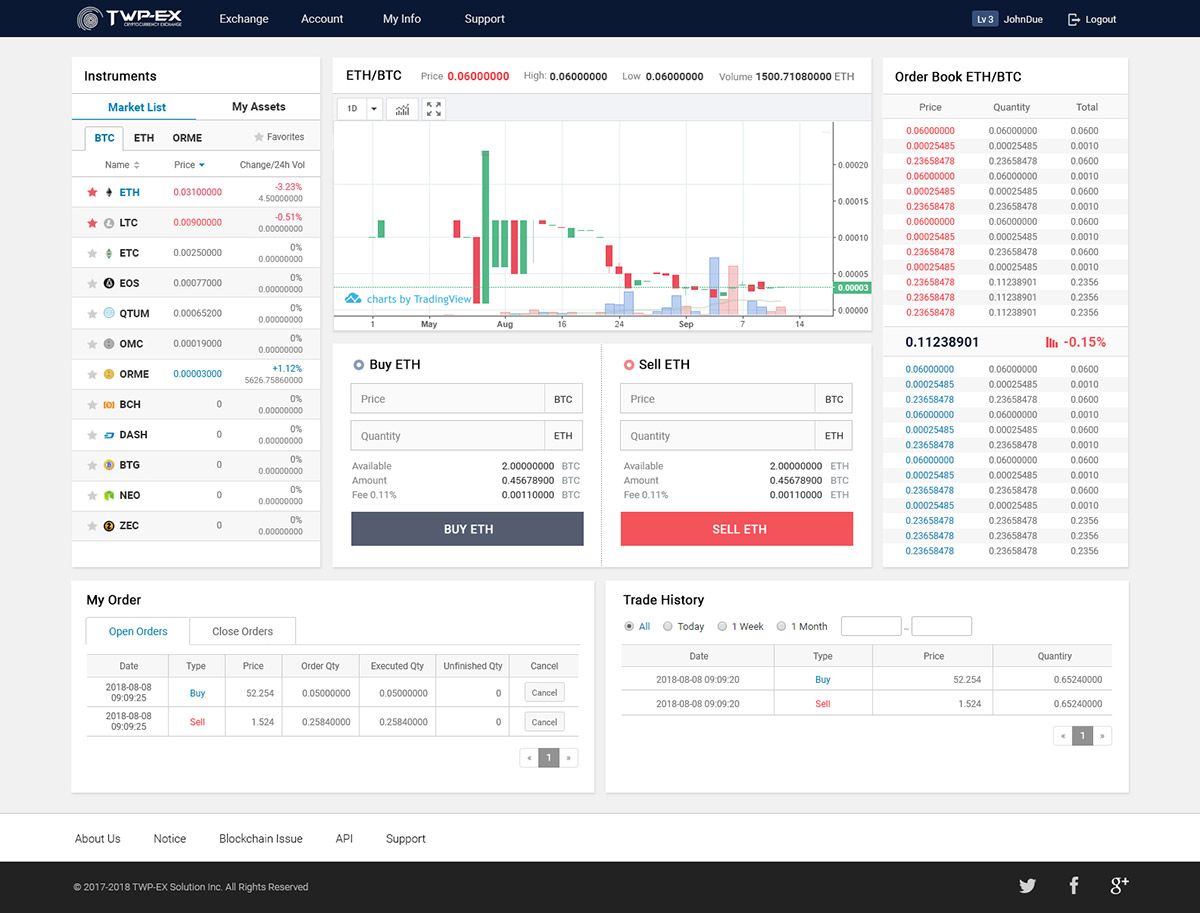 TWP-EX
CRYPTOCURRENCY EXCHANGE
Exchange Account My Info Support
Lv 3 JohnDue Logout
Instruments
Market List My Assets
BTC ETH ORME Favorites
Name Price Change/24h Vol
ETH 0.03100000 -3.23%
4.50000000
LTC 0.00900000 -0.51%
0.00000000
ETC 0.00250000 0%
0.00000000
EOS 0.00077000 0%
0.00000000
QTUM 0.00065200 0%
0.00000000
OMC 0.00019000 0%
0.00000000
ORME 0.00003000 +1.12%
5626.75860000
BCH 0 0%
0.00000000
DASH 0 0%
0.00000000
BTG 0 0%
0.00000000
NEO 0 0%
0.00000000
ZEC 0 0%
0.00000000
ETH/BTC Price 0.06000000 High: 0.06000000 Low 0.06000000 Volume 1500.71080000 ETH
1D
0.00020
0.00015
0.00010
0.00005
0.00003
0.00000
charts by TradingView
1 May Aug 16 24 Sep 7 14
Buy ETH
Price BTC
Quantity ETH
Available 2.00000000 BTC
Amount 0.45678900 BTC
Fee 0.11% 0.00110000 BTC
BUY ETH
Sell ETH
Price BTC
Quantity ETH
Available 2.00000000 ETH
Amount 0.45678900 BTC
Fee 0.11% 0.00110000 ETH
SELL ETH
Order Book ETH/BTC
Price Quantity Total
0.06000000 0.06000000 0.0600
0.00025485 0.00025485 0.0010
0.23658478 0.23658478 0.0600
0.06000000 0.06000000 0.0010
0.00025485 0.00025485 0.0600
0.23658478 0.23658478 0.0010
0.06000000 0.06000000 0.0600
0.00025485 0.00025485 0.0010
0.23658478 0.23658478 0.0600
0.00025485 0.00025485 0.0010
0.23658478 0.11238901 0.2356
0.23658478 0.11238901 0.2356
0.23658478 0.11238901 0.2356
0.11238901 -0.15%
0.06000000 0.06000000 0.0600
0.00025485 0.00025485 0.0010
0.23658478 0.23658478 0.0600
0.06000000 0.06000000 0.0010
0.00025485 0.00025485 0.0600
0.23658478 0.23658478 0.0010
0.06000000 0.06000000 0.0600
0.00025485 0.00025485 0.0010
0.23658478 0.23658478 0.0600
0.00025485 0.00025485 0.0010
0.23658478 0.23658478 0.2356
0.23658478 0.23658478 0.2356
0.23658478 0.23658478 0.2356
My Order
Open Orders Close Orders
Date Type Price Order Qty Executed Qty Unfinished Qty Cancel
2018-08-08
09:09:25 Buy 52.254 0.05000000 0.05000000 0 Cancel
2018-08-08
09:09:25 Sell 1.524 0.25840000 0.25840000 0 Cancel
« 1 »
Trade History
All Today 1 Week 1 Month –
Date Type Price Quantiry
2018-08-08 09:09:20 Buy 52.254 0.65240000
2018-08-08 09:09:20 Sell 1.524 0.65240000
« 1 »
About Us Notice Blockchain Issue API Support
© 2017-2018 TWP-EX Solution Inc. All Rights Reserved